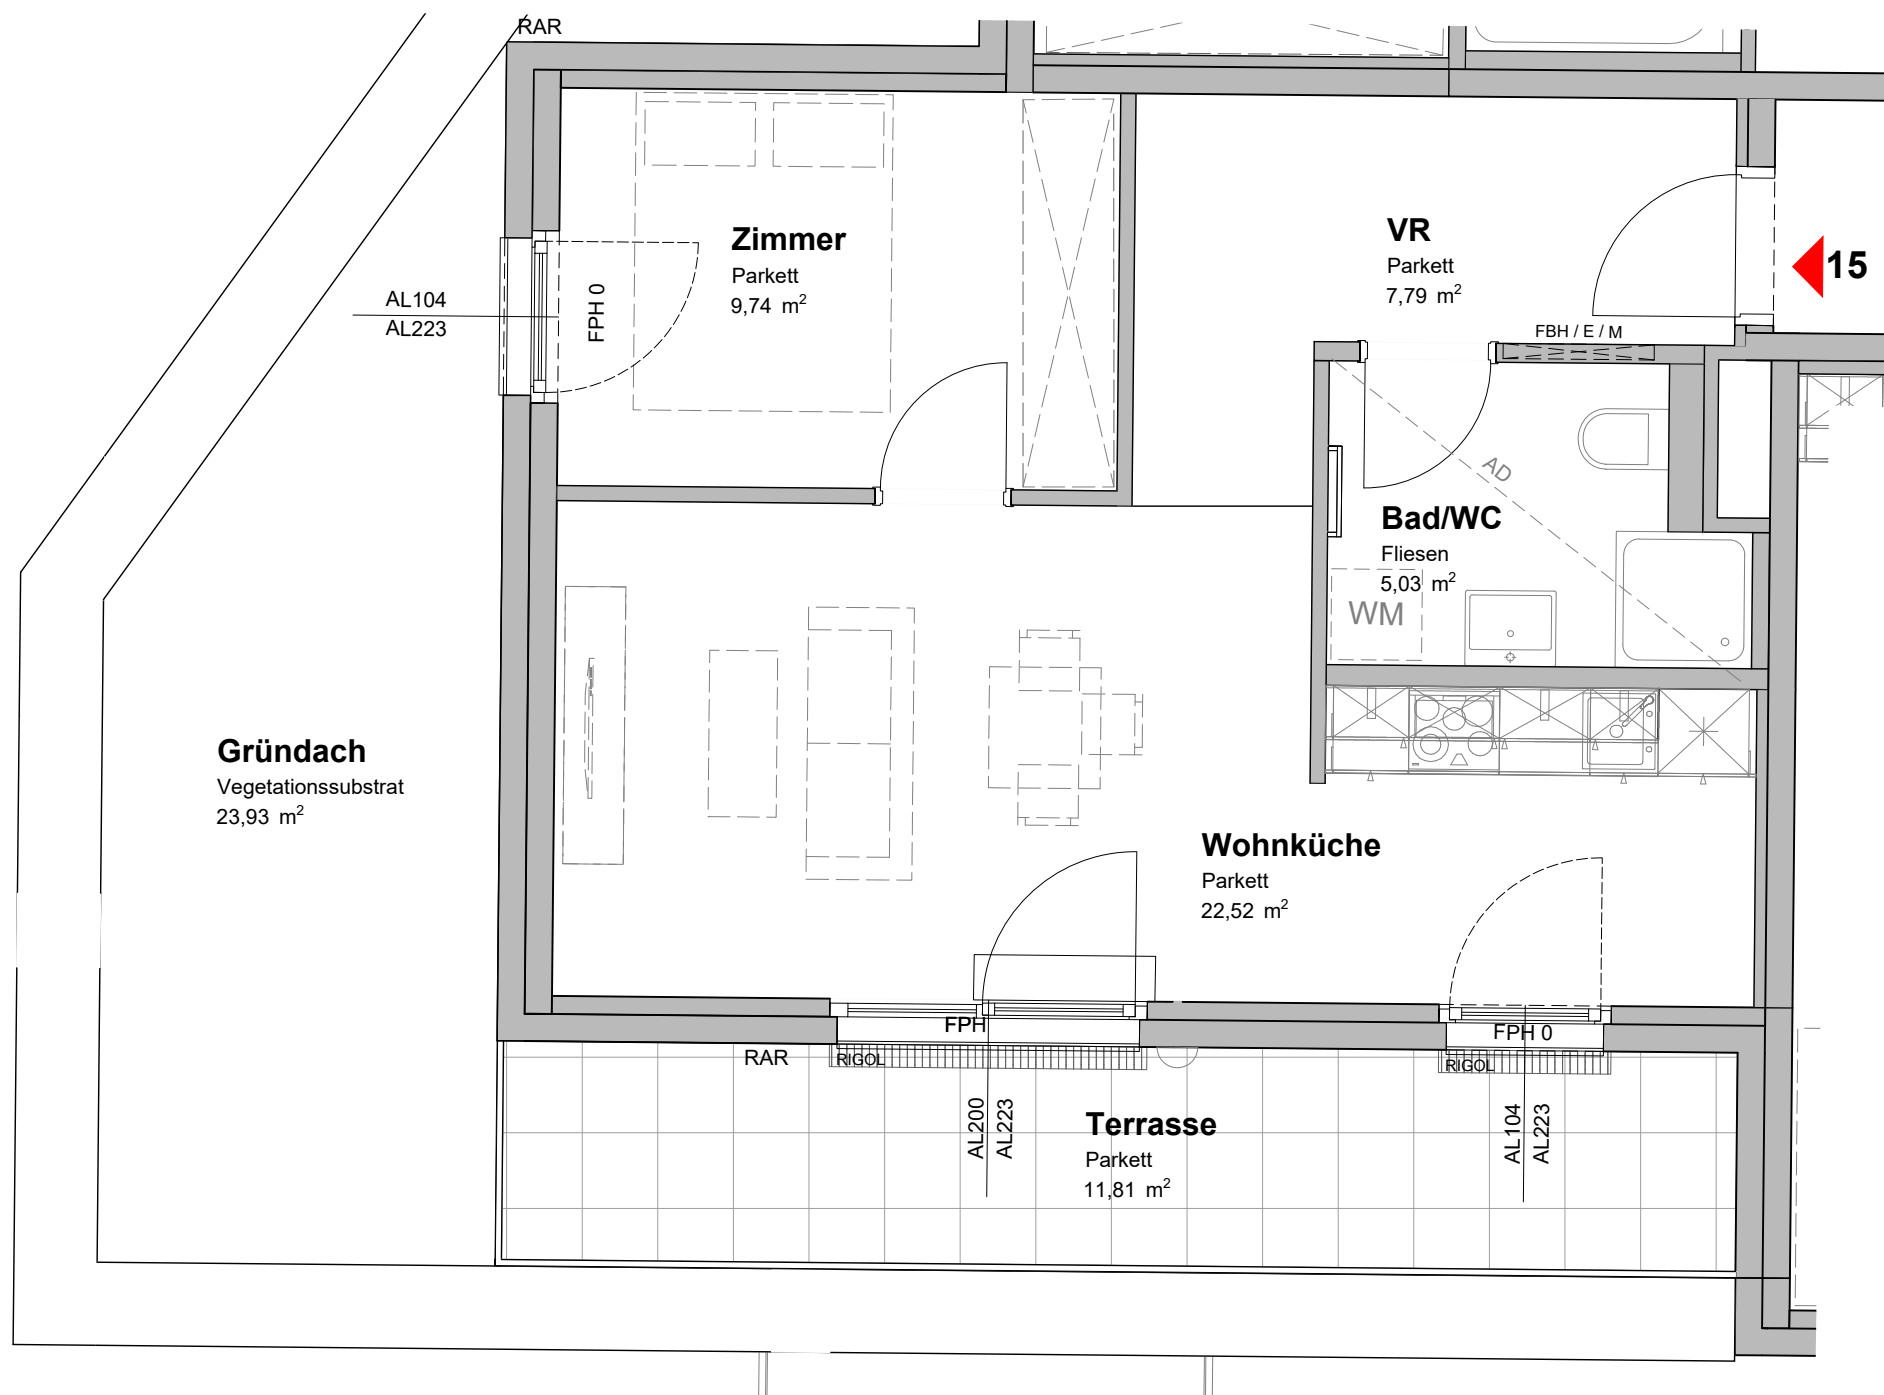 RAR
Zimmer
Parkett
9,74 m²
VR
Parkett
7,79 m²
15
AL104
AL223
FPH 0
FBH / E / M
AD
Bad/WC
Fliesen
5,03 m²
WM
Gründach
Vegetationssubstrat
23,93 m²
Wohnküche
Parkett
22,52 m²
FPH
FPH 0
RAR
RIGOL
RIGOL
AL200
AL223
Terrasse
Parkett
11,81 m²
AL104
AL223